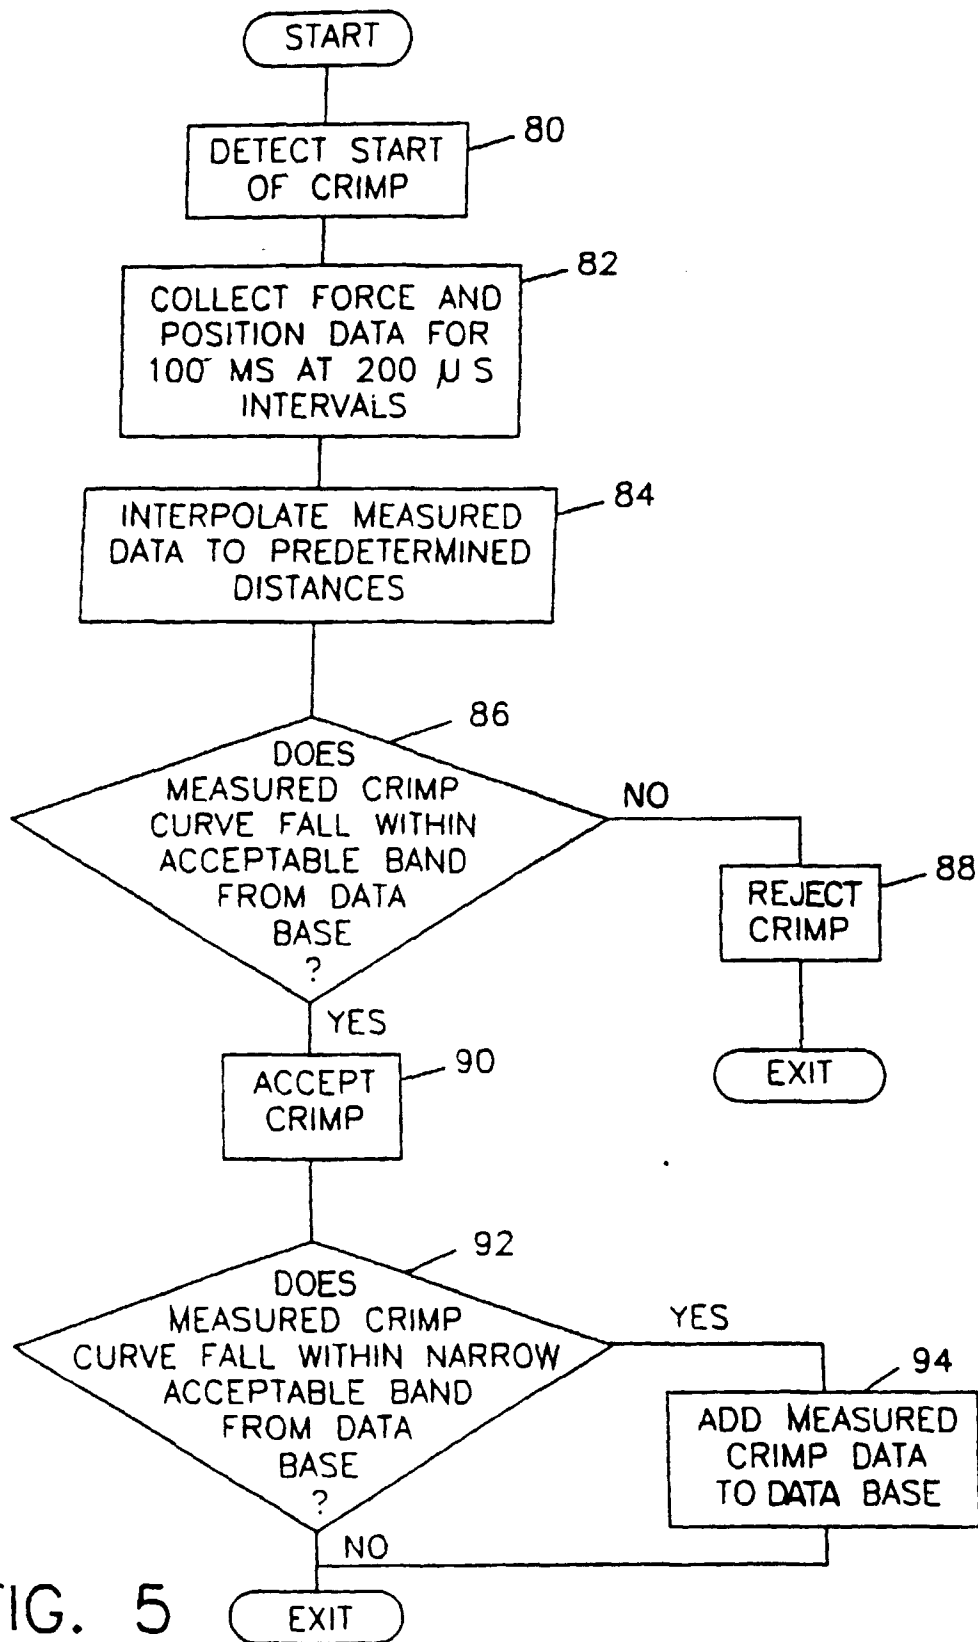 START
80
DETECT START
OF CRIMP
82
COLLECT FORCE AND
POSITION DATA FOR
100 MS AT 200 μ S
INTERVALS
84
INTERPOLATE MEASURED
DATA TO PREDETERMINED
DISTANCES
86
DOES
MEASURED CRIMP
CURVE FALL WITHIN
ACCEPTABLE BAND
FROM DATA
BASE
?
NO
88
REJECT
CRIMP
EXIT
YES
90
ACCEPT
CRIMP
92
DOES
MEASURED CRIMP
CURVE FALL WITHIN NARROW
ACCEPTABLE BAND
FROM DATA
BASE
?
YES
94
ADD MEASURED
CRIMP DATA
TO DATA BASE
NO
EXIT
FIG. 5